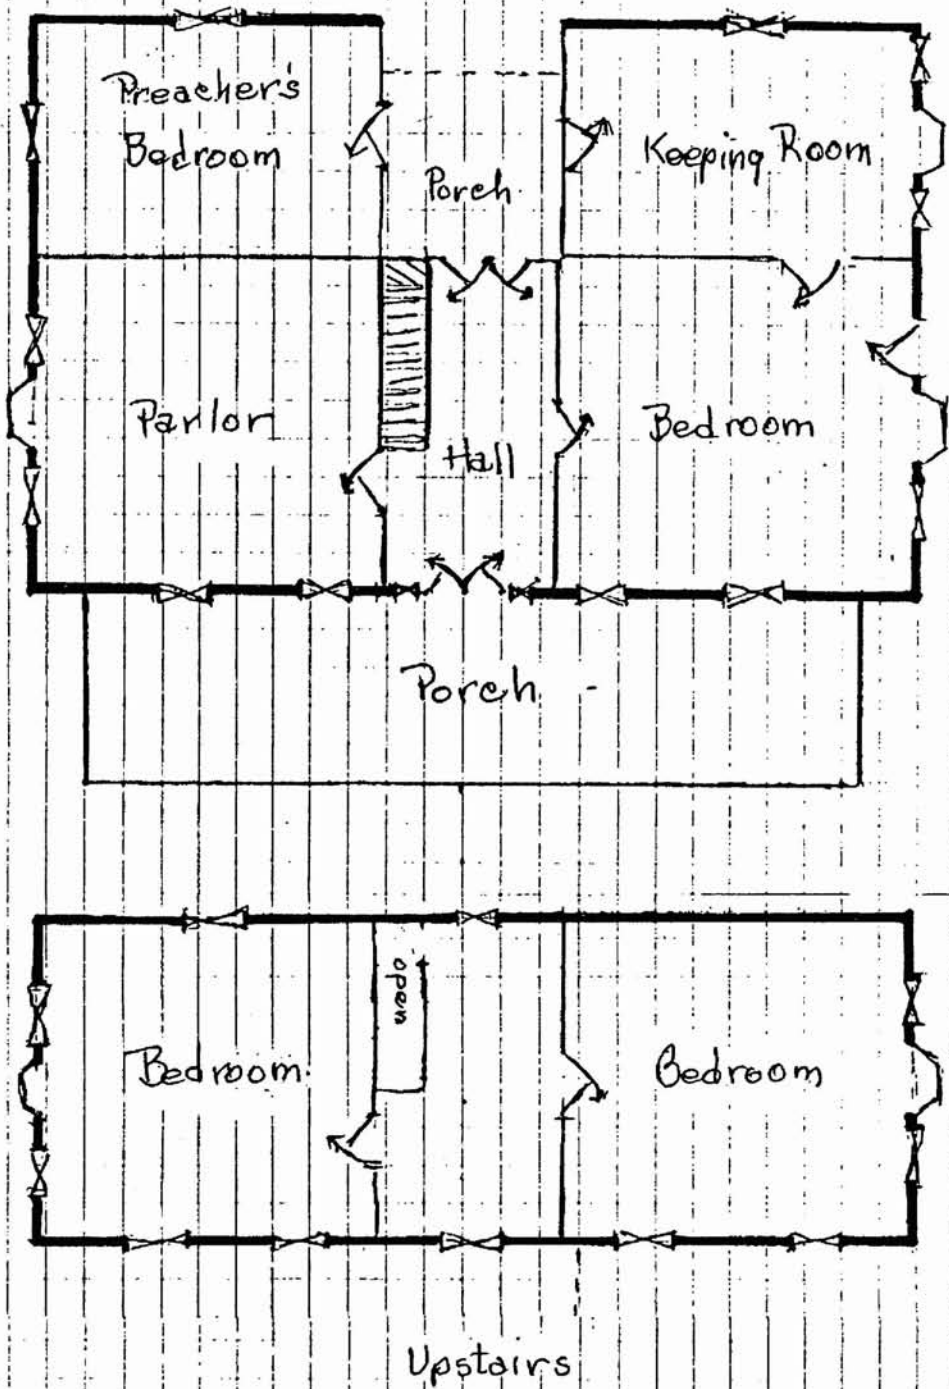 Preacher's
Bedroom
Porch
Keeping Room
Parlor
Hall
Bedroom
Porch
open
Bedroom
Bedroom
Upstairs